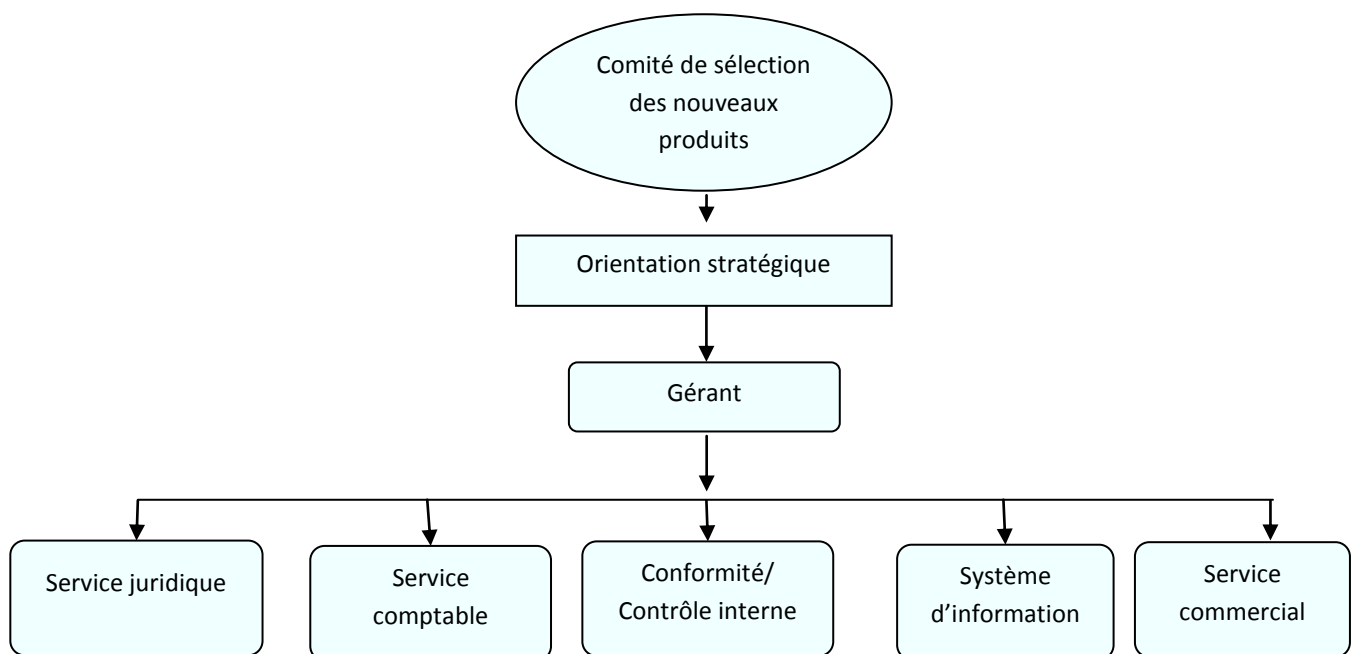 Comité de sélection
des nouveaux
produits
Orientation stratégique
Gérant
Service juridique
Service
comptable
Conformité/
Contrôle interne
Système
d’information
Service
commercial